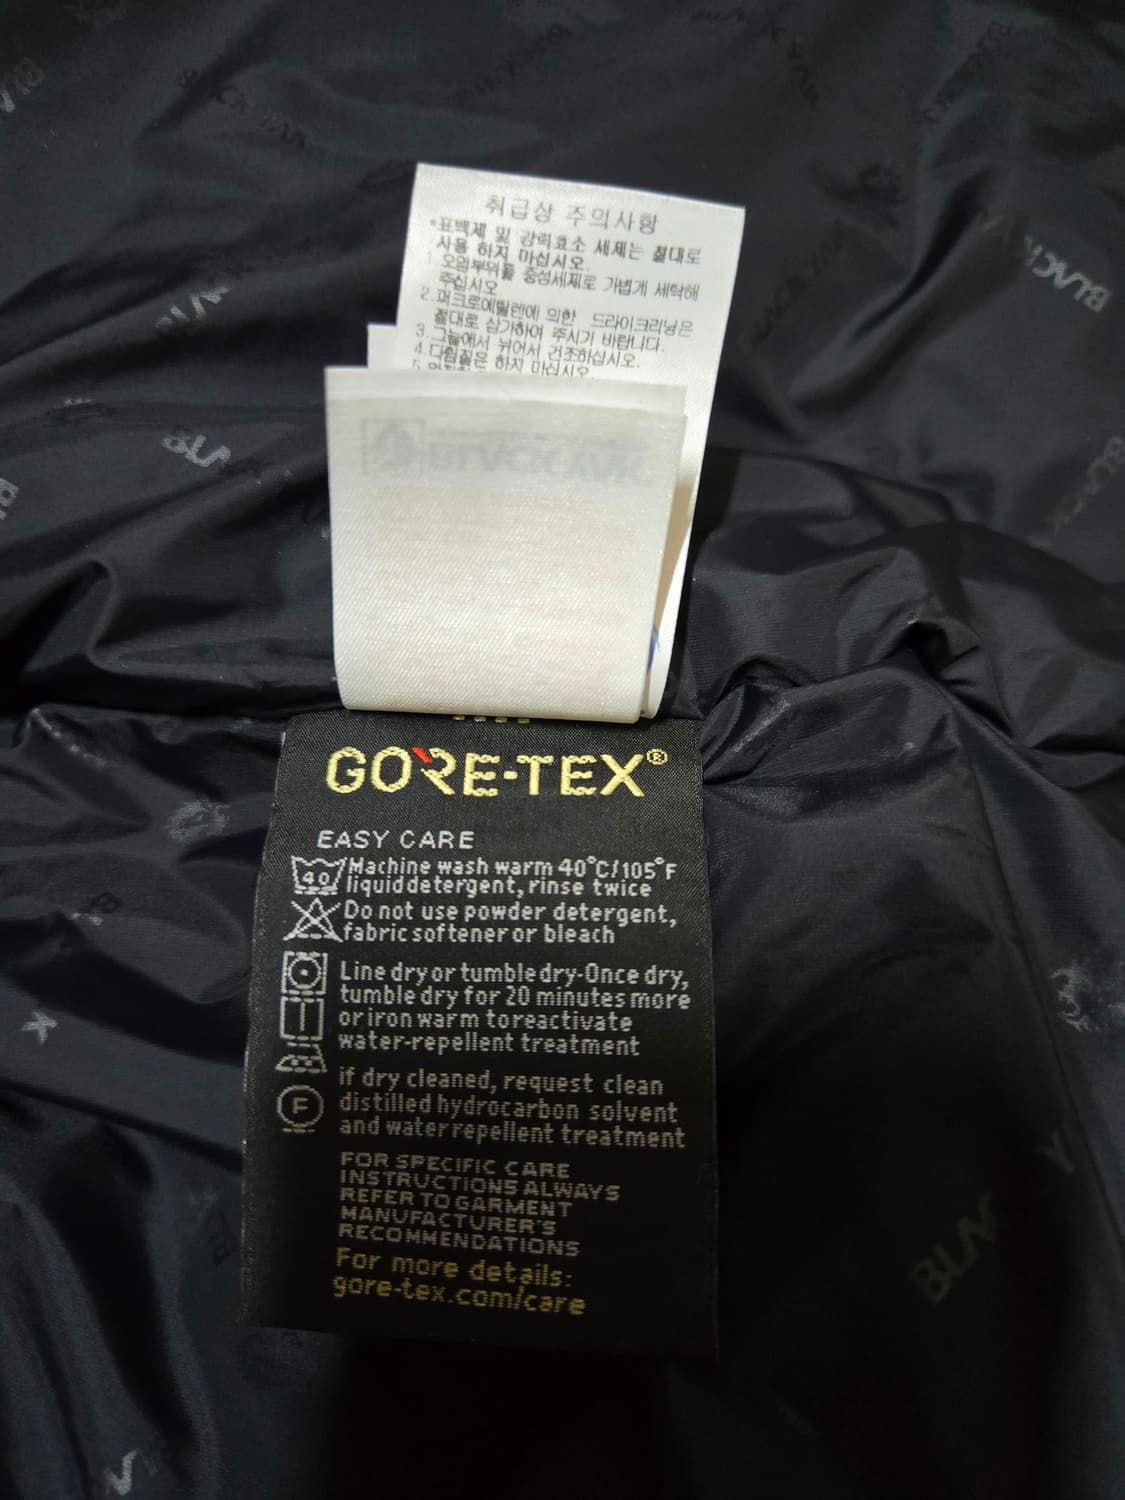 취급상 주의사항
*표백제 및 강력효소 세제는 절대로
사용 하지 마십시오.
1. 오염부위를 중성세제로 가볍게 세탁해
주십시오
2. 퍼크로에틸렌에 의한 드라이크리닝은
절대로 삼가하여 주시기 바랍니다.
3. 그늘에서 뉘어서 건조하십시오.
4. 다림질은 하지 마십시오.
GORE-TEX®
EASY CARE
40 Machine wash warm 40°C/105°F
liquid detergent, rinse twice
Do not use powder detergent,
fabric softener or bleach
Line dry or tumble dry-Once dry,
tumble dry for 20 minutes more
or iron warm to reactivate
water-repellent treatment
if dry cleaned, request clean
F distilled hydrocarbon solvent
and water repellent treatment
FOR SPECIFIC CARE
INSTRUCTIONS ALWAYS
REFER TO GARMENT
MANUFACTURER'S
RECOMMENDATIONS
For more details:
gore-tex.com/care